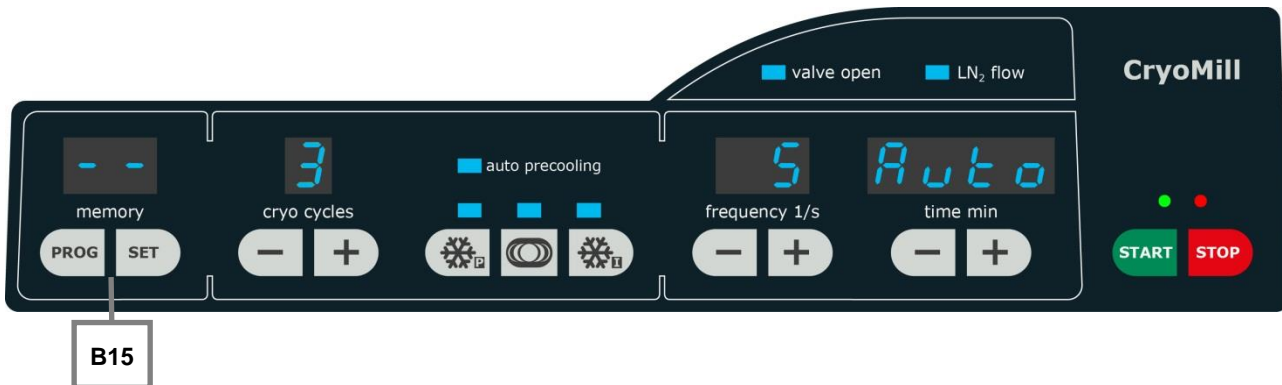 valve open LN₂ flow CryoMill
-- 3 5 Auto
auto precooling
memory cryo cycles frequency 1/s time min
PROG SET − + P I − + − + START STOP
B15